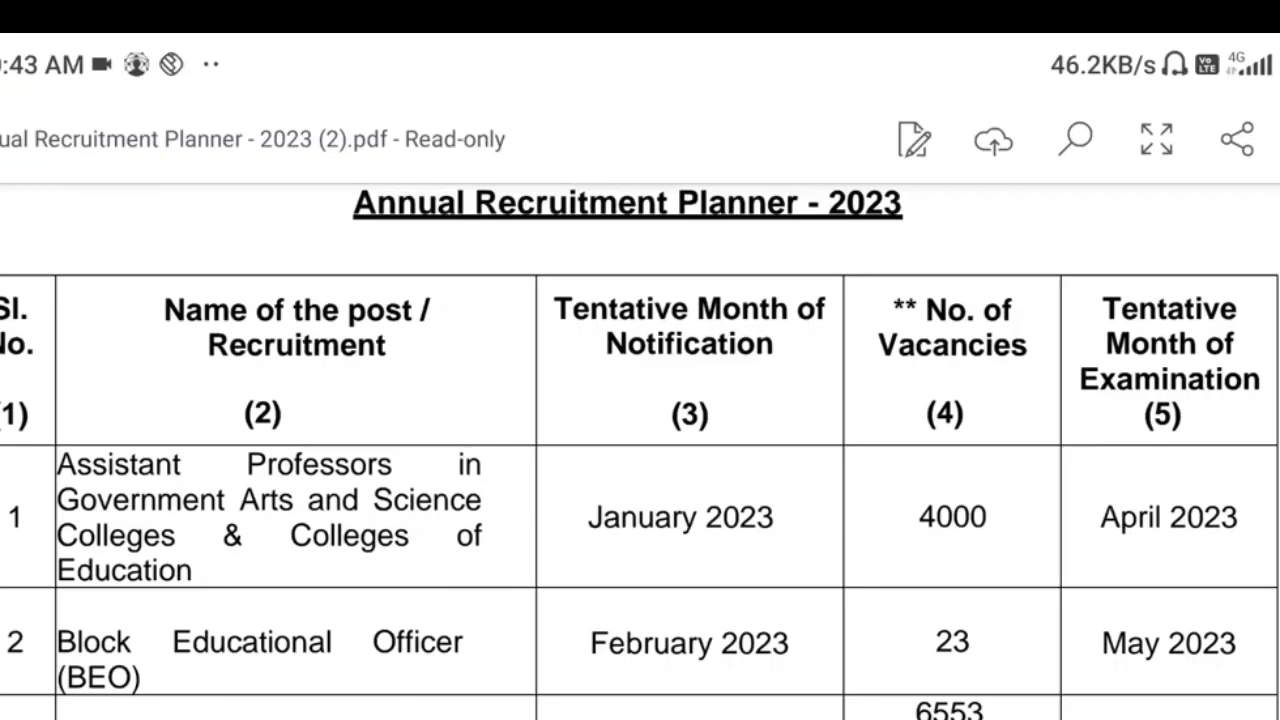 :43 AM
46.2KB/s Vo LTE 4G
ual Recruitment Planner - 2023 (2).pdf - Read-only
Annual Recruitment Planner - 2023
Sl. No. (1)
Name of the post / Recruitment (2)
Tentative Month of Notification (3)
** No. of Vacancies (4)
Tentative Month of Examination (5)
1
Assistant Professors in
Government Arts and Science
Colleges & Colleges of
Education
January 2023
4000
April 2023
2
Block Educational Officer
(BEO)
February 2023
23
May 2023
6553